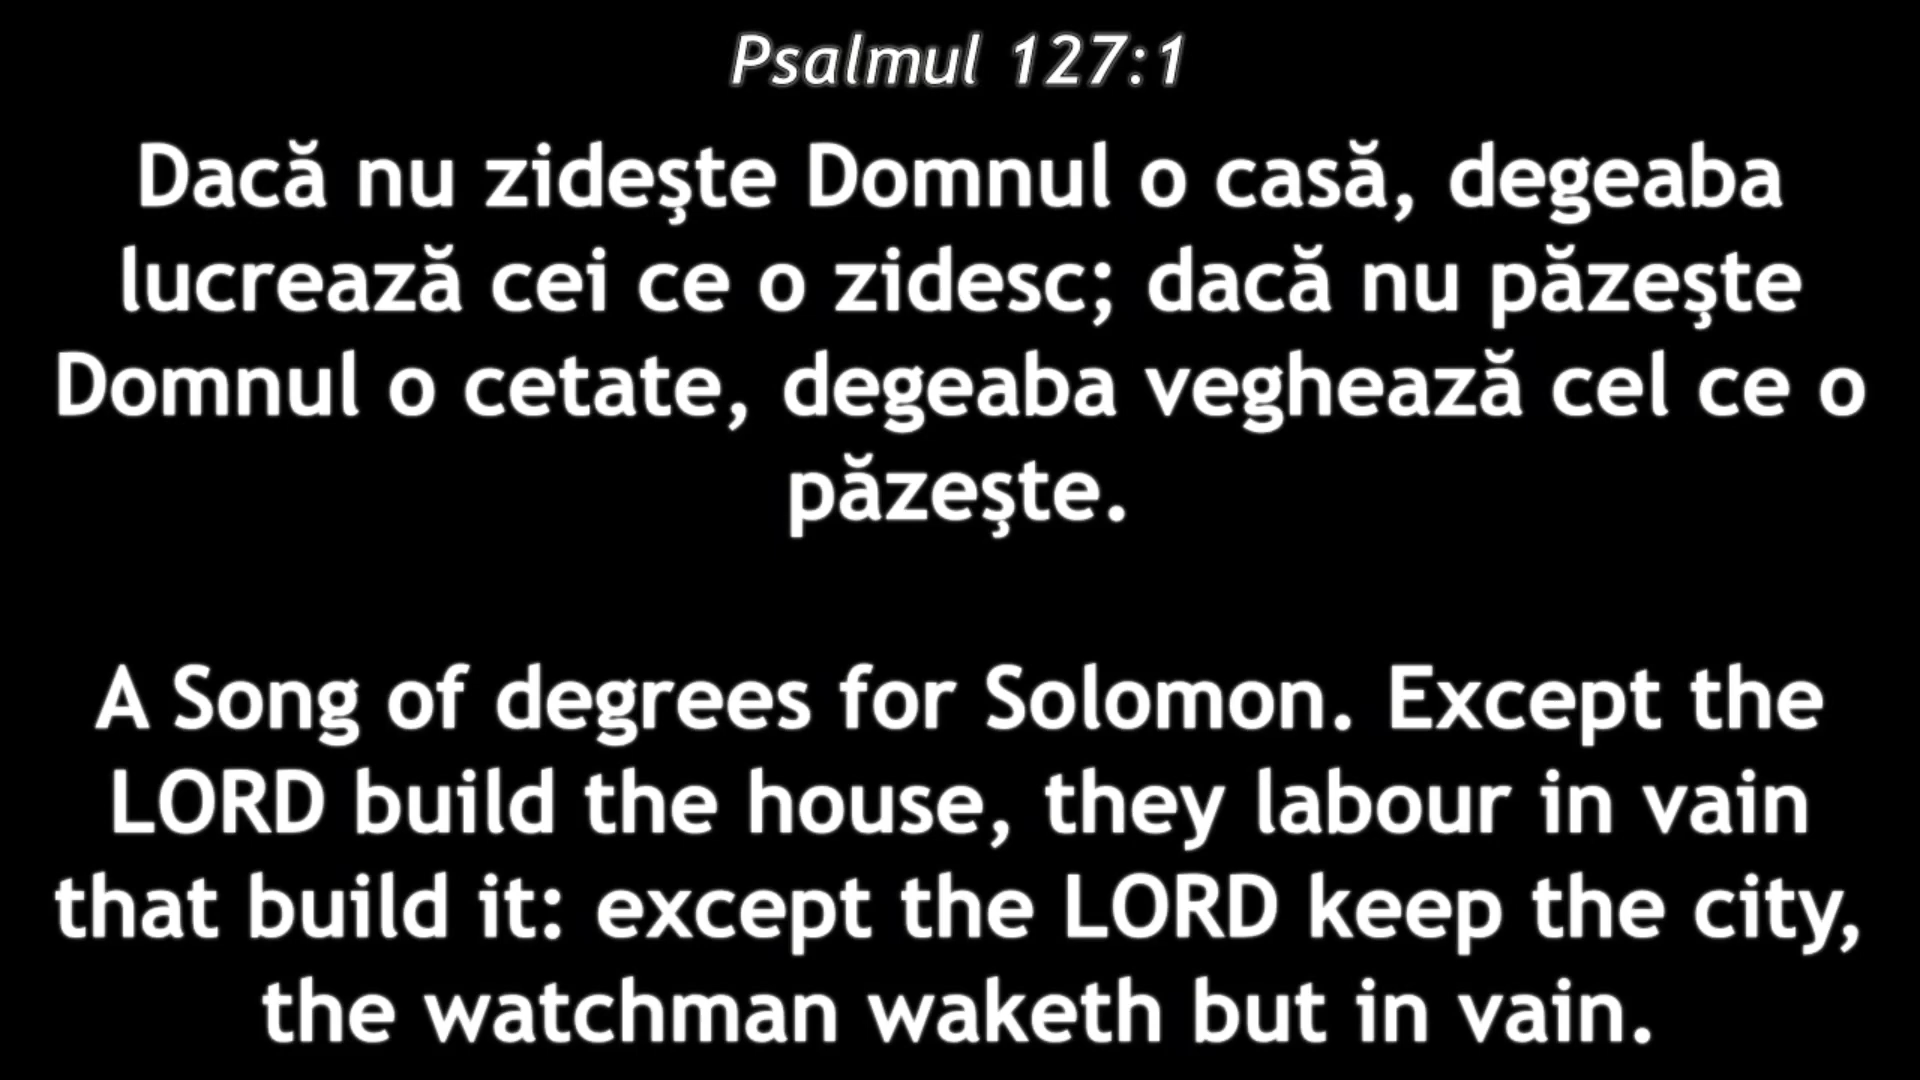 Psalmul 127:1
Dacă nu zideşte Domnul o casă, degeaba
lucrează cei ce o zidesc; dacă nu păzeşte
Domnul o cetate, degeaba veghează cel ce o
păzeşte.
A Song of degrees for Solomon. Except the
LORD build the house, they labour in vain
that build it: except the LORD keep the city,
the watchman waketh but in vain.